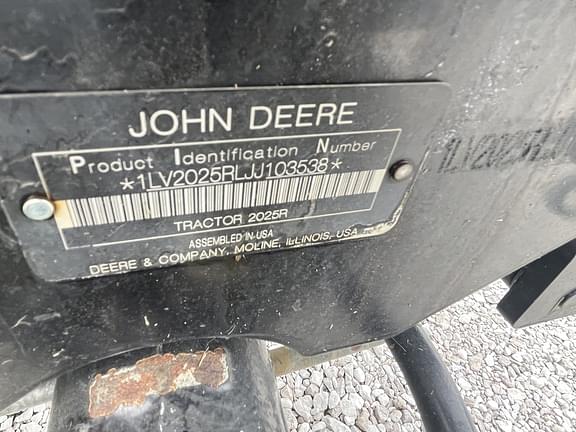 JOHN DEERE
Product Identification Number
*1LV2025RLJJ103538*
TRACTOR 2025R
ASSEMBLED IN USA
DEERE & COMPANY, MOLINE, ILLINOIS, USA